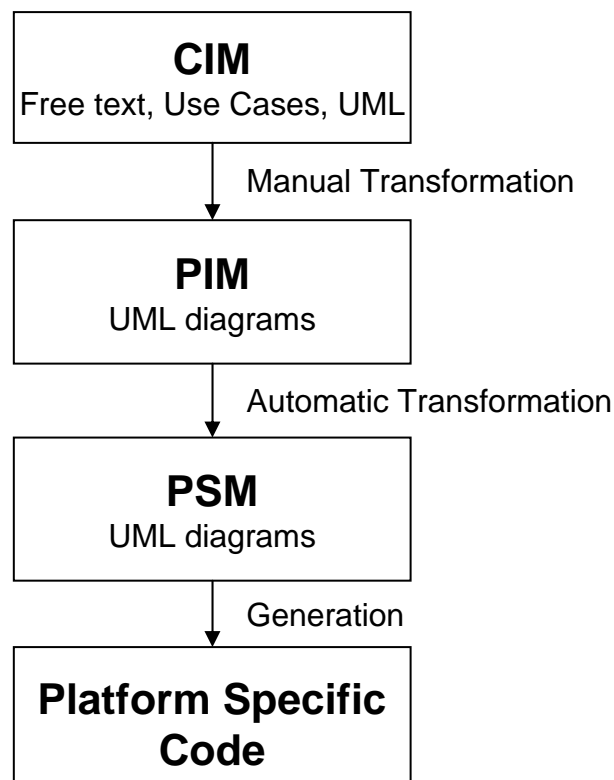 CIM
Free text, Use Cases, UML
Manual Transformation
PIM
UML diagrams
Automatic Transformation
PSM
UML diagrams
Generation
Platform Specific
Code